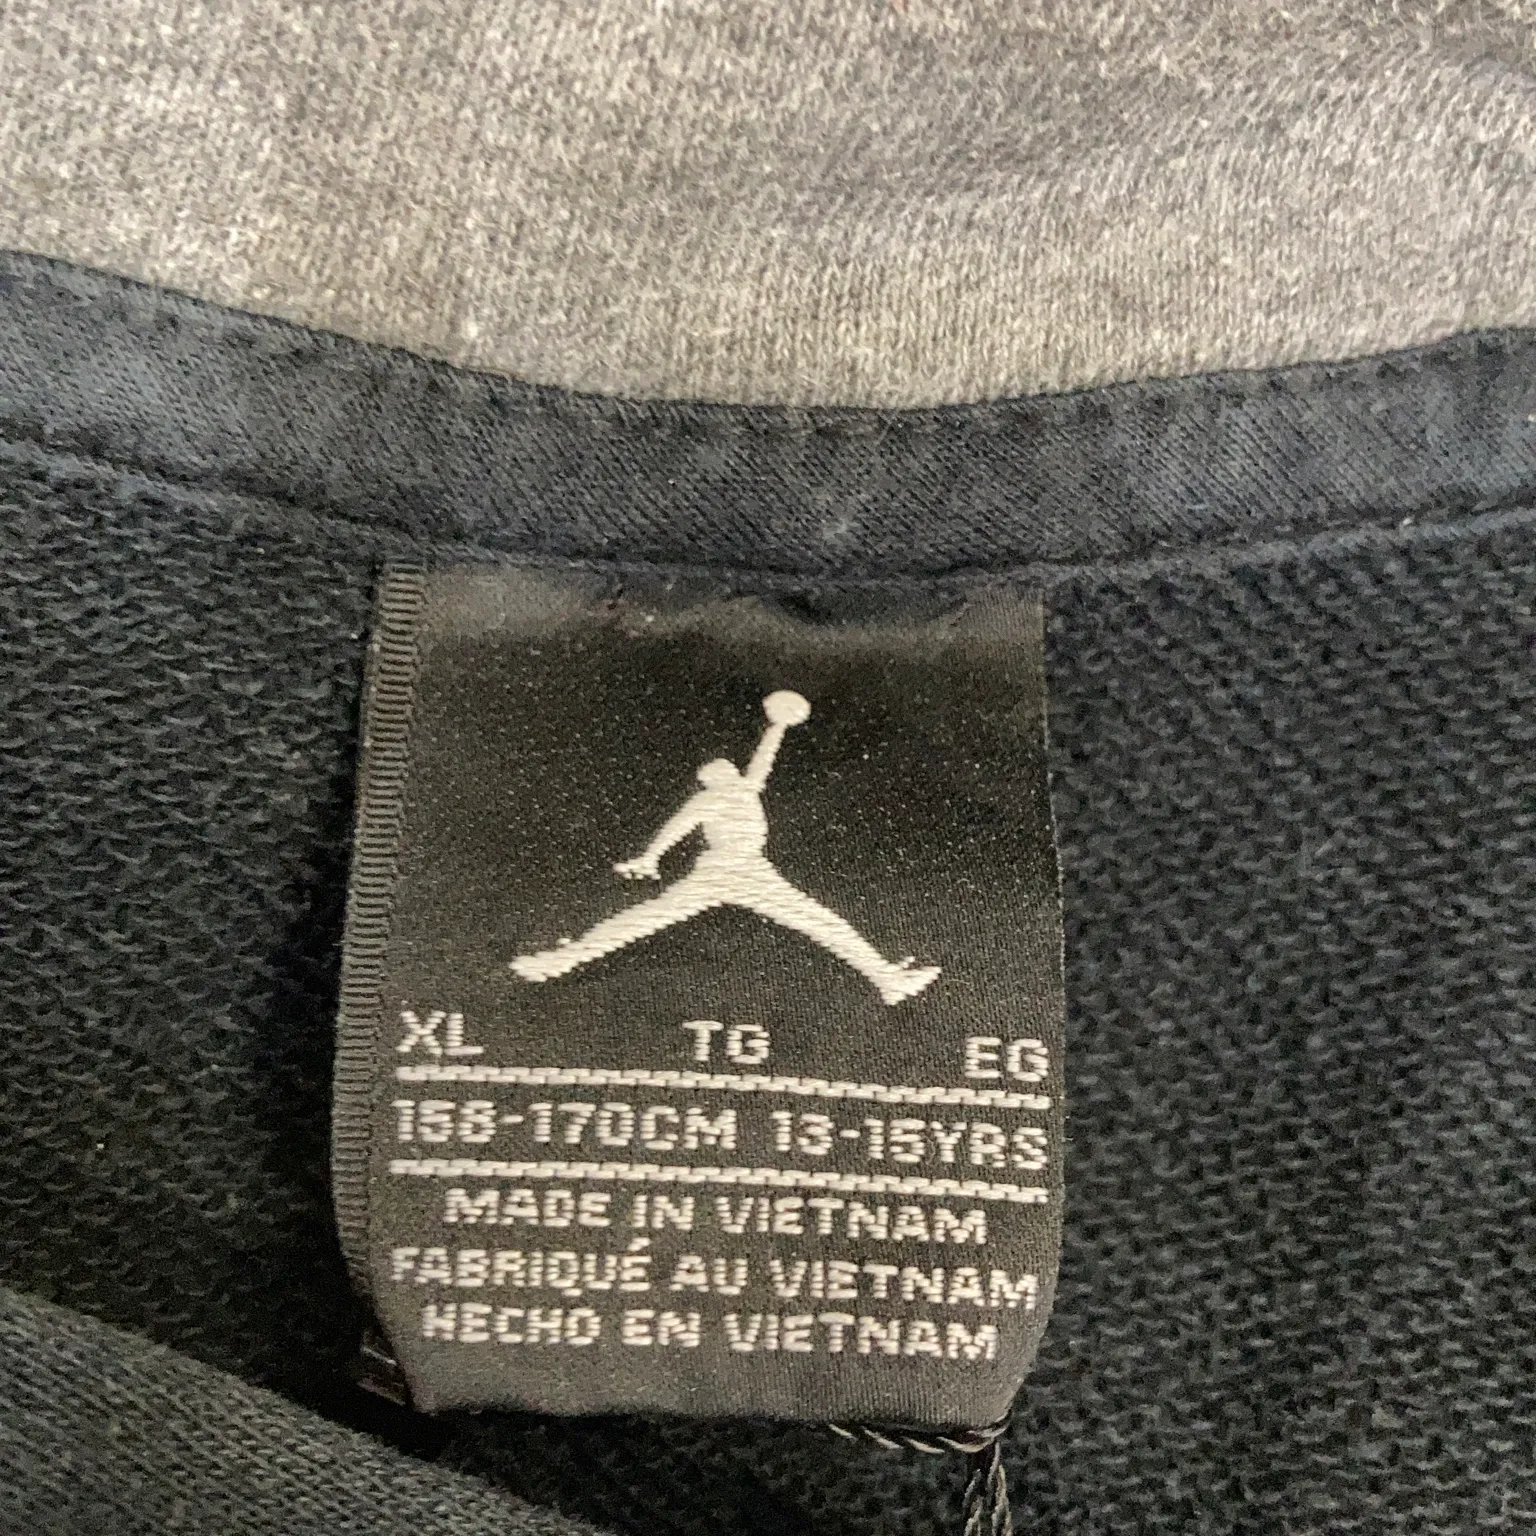 XL TG EG
158-170CM 13-15YRS
MADE IN VIETNAM
FABRIQUÉ AU VIETNAM
HECHO EN VIETNAM